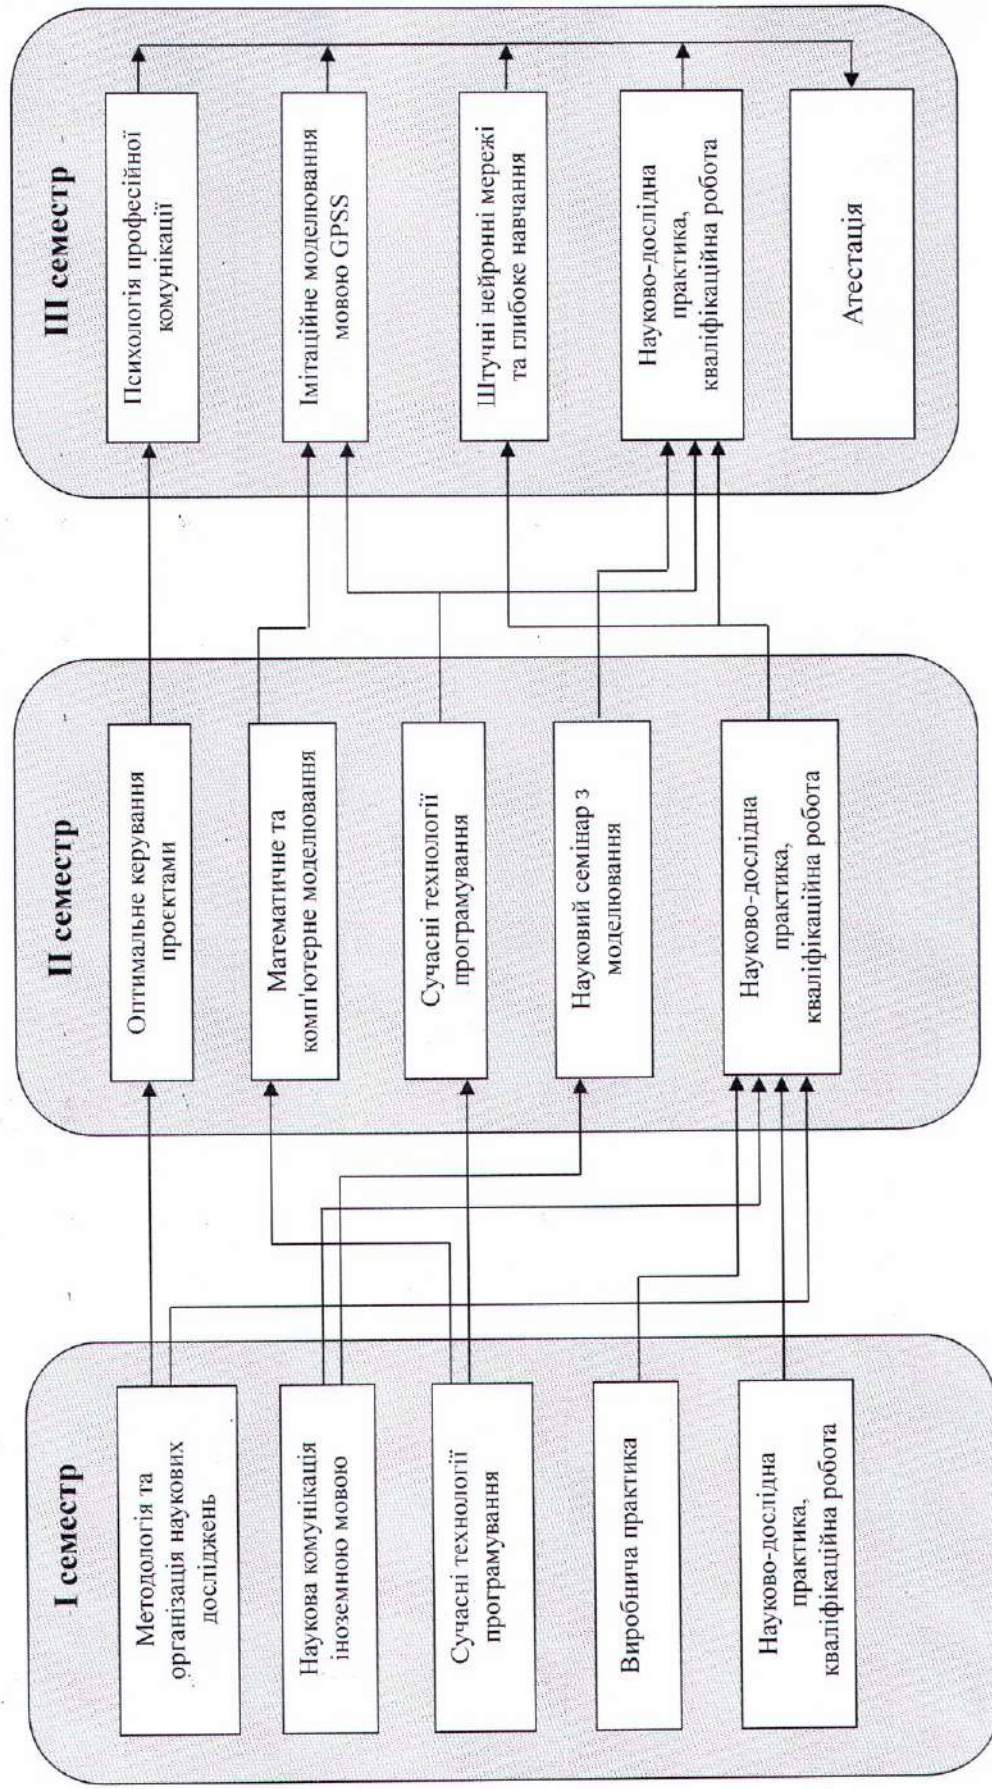 I семестр
Методологія та
організація наукових
досліджень
Наукова комунікація
іноземною мовою
Сучасні технології
програмування
Виробнича практика
Науково-дослідна
практика,
кваліфікаційна робота
II семестр
Оптимальне керування
проєктами
Математичне та
комп'ютерне моделювання
Сучасні технології
програмування
Науковий семінар з
моделювання
Науково-дослідна
практика,
кваліфікаційна робота
III семестр
Психологія професійної
комунікації
Імітаційне моделювання
мовою GPSS
Штучні нейронні мережі
та глибоке навчання
Науково-дослідна
практика,
кваліфікаційна робота
Атестація